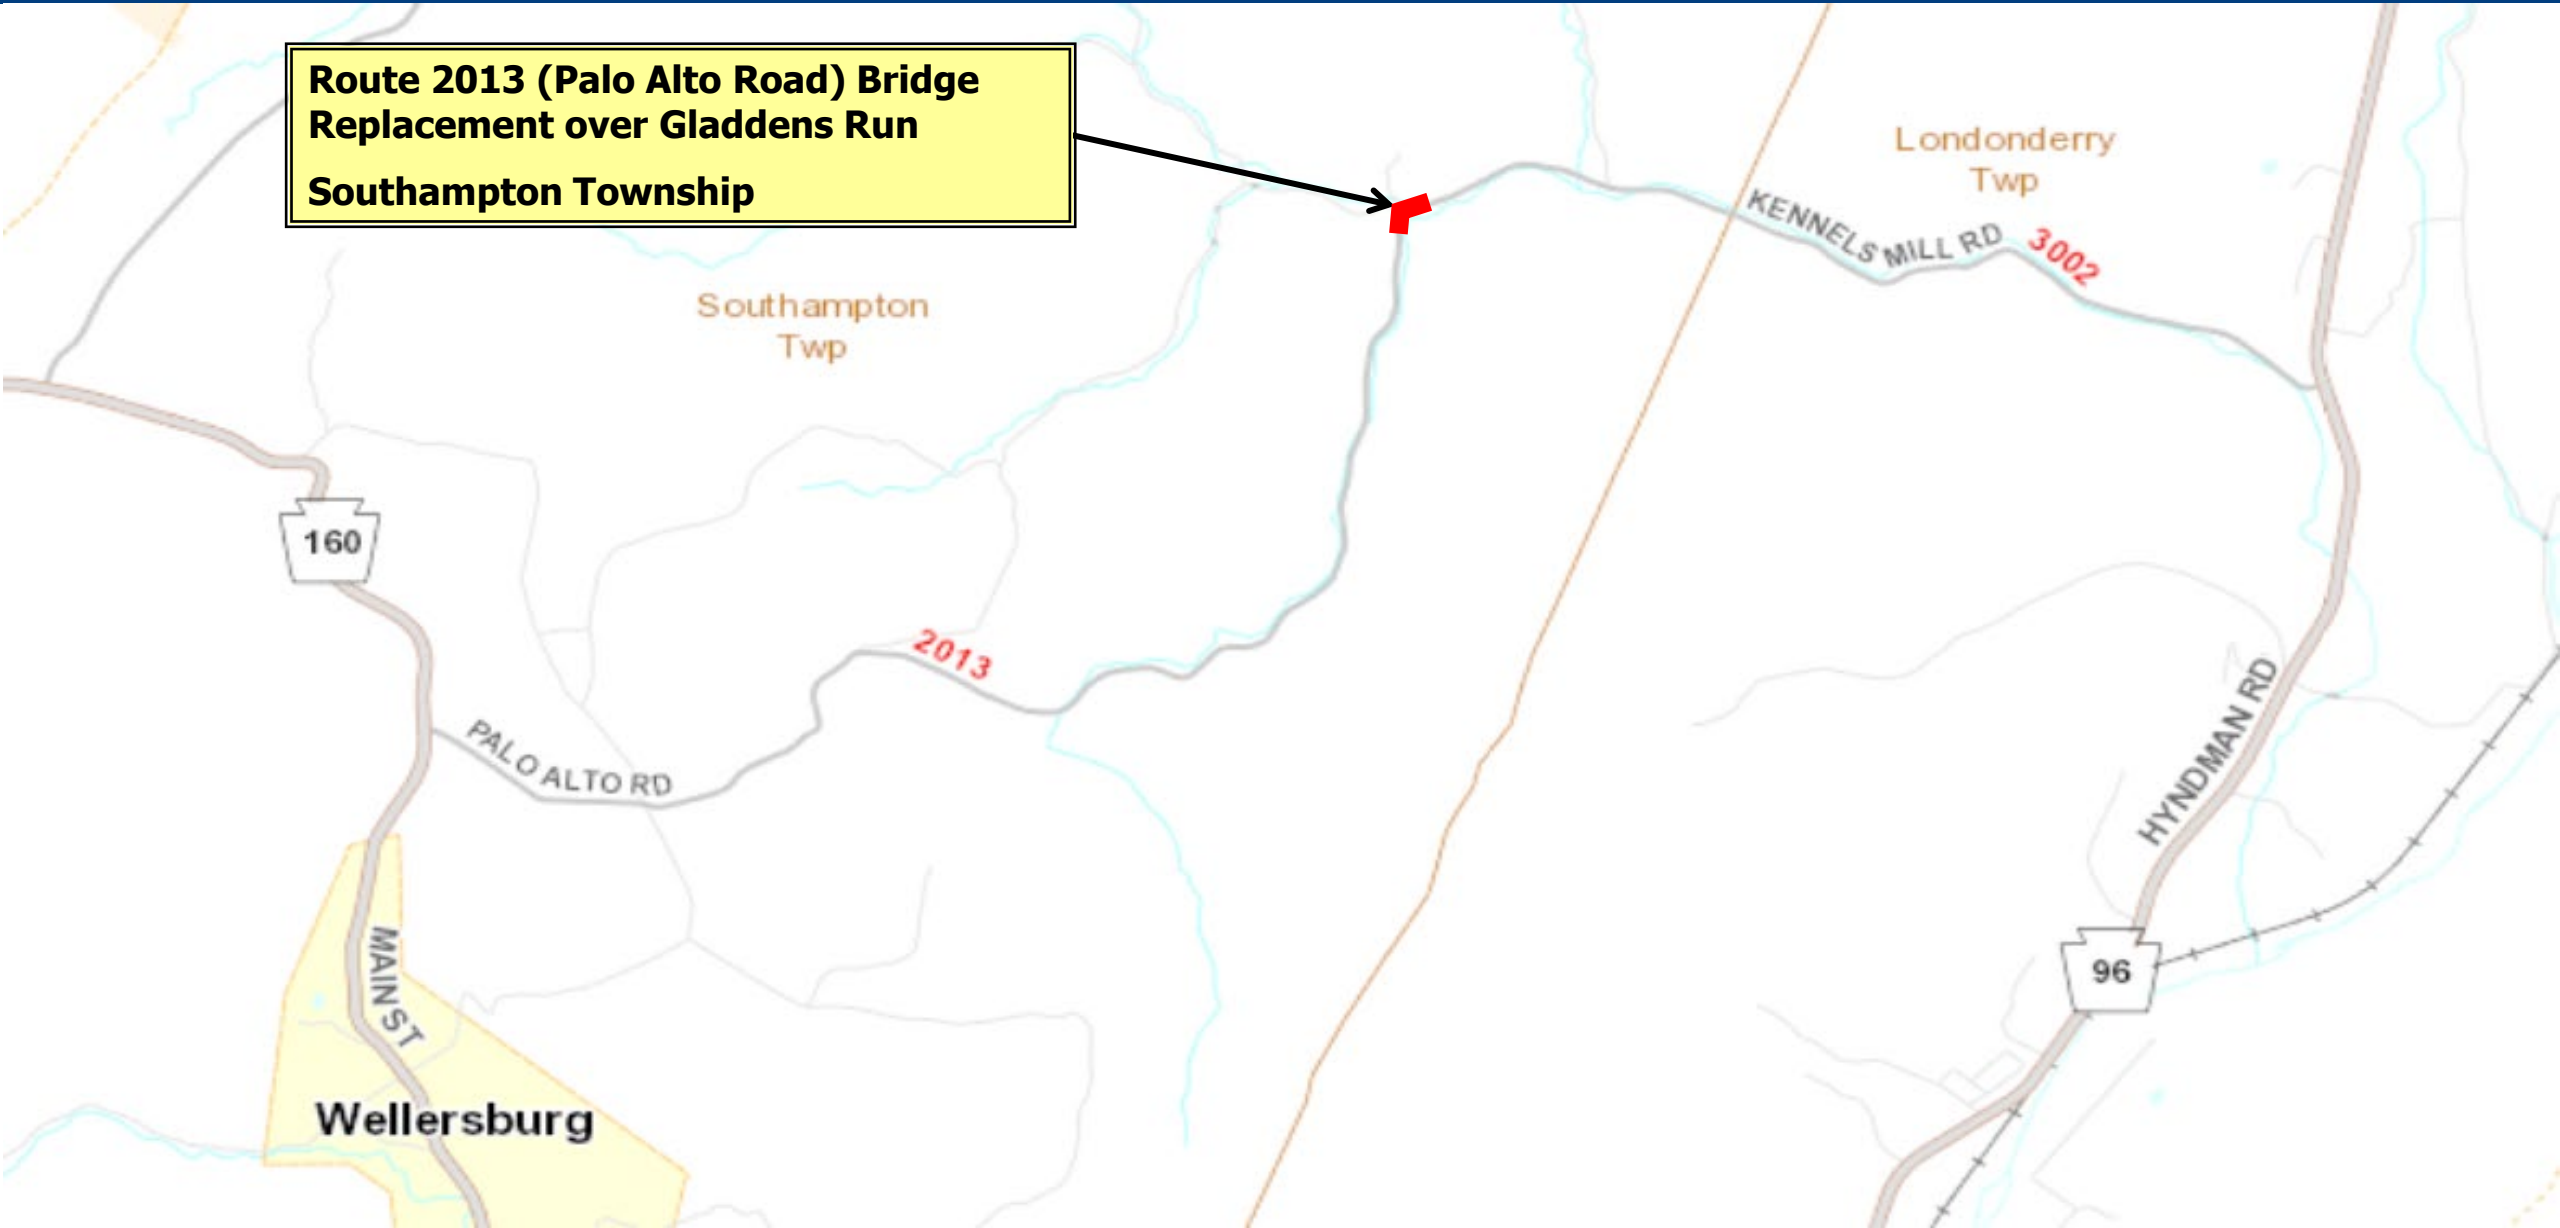 Route 2013 (Palo Alto Road) Bridge
Replacement over Gladdens Run
Southampton Township
Londonderry
Twp
KENNELS MILL RD
3002
Southampton
Twp
160
2013
PALO ALTO RD
HYNDMAN RD
MAIN ST
96
Wellersburg